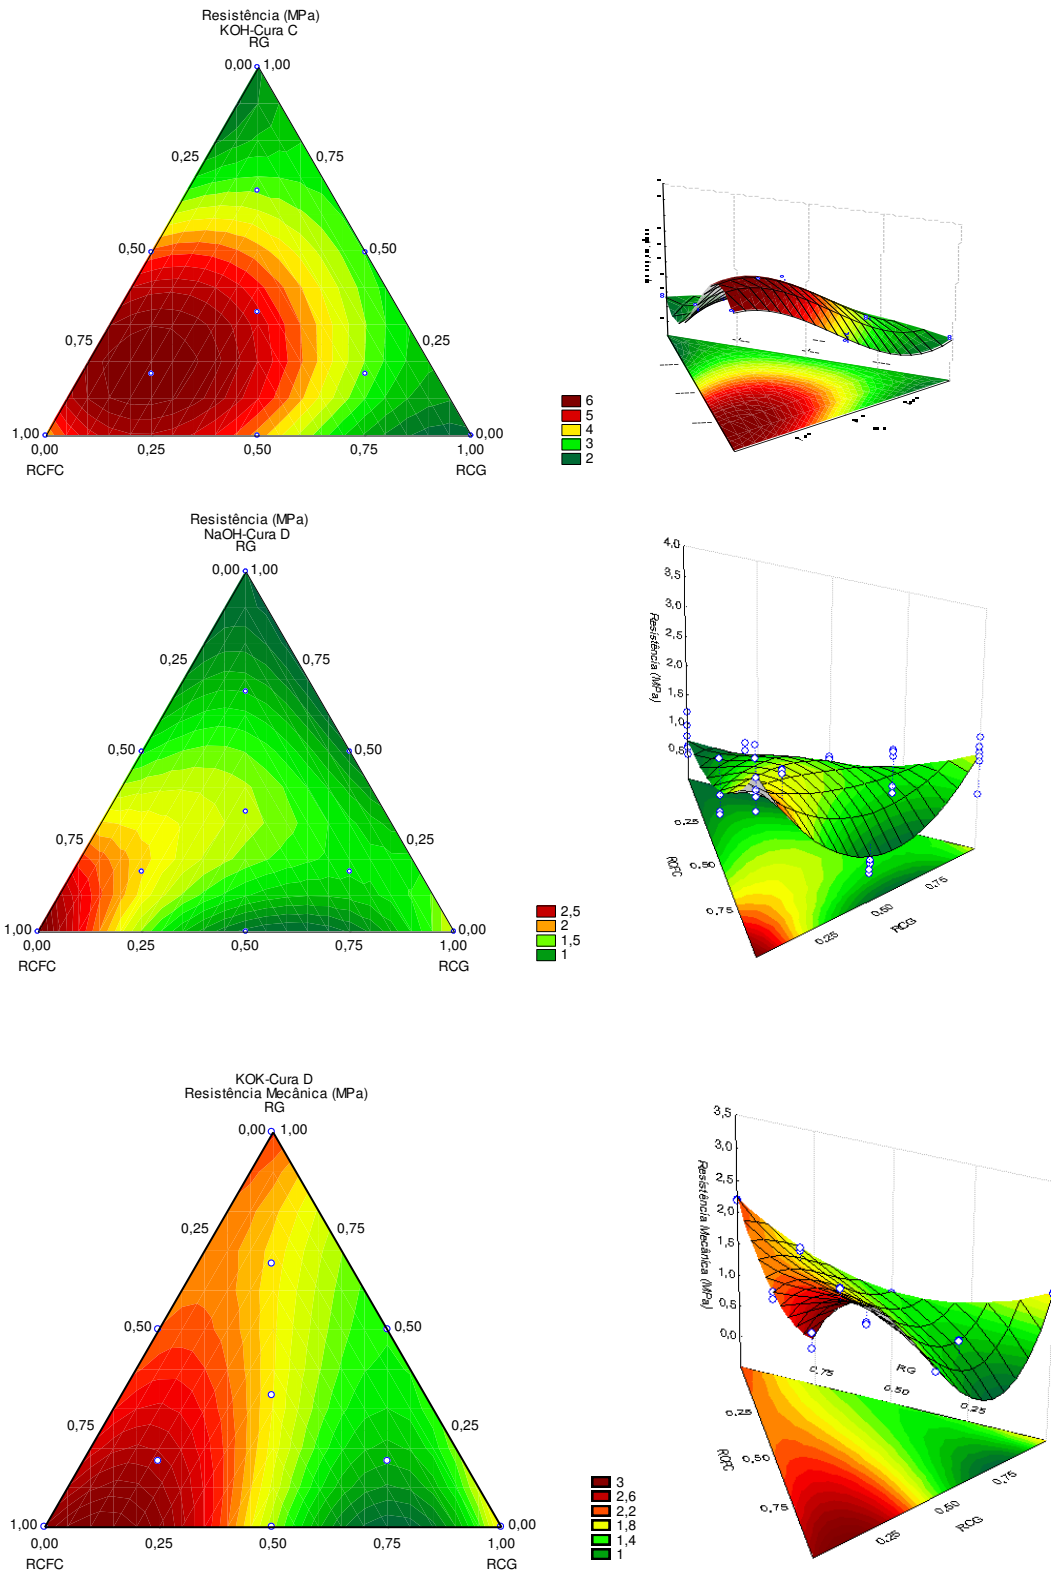 Resistência (MPa)
KOH-Cura C
RG
0,00 1,00
0,25 0,75
0,50 0,50
0,75 0,25
1,00 0,00
0,00 0,25 0,50 0,75 1,00
RCFC RCG
6
5
4
3
2
Resistência (MPa)
NaOH-Cura D
RG
0,00 1,00
0,25 0,75
0,50 0,50
0,75 0,25
1,00 0,00
0,00 0,25 0,50 0,75 1,00
RCFC RCG
2,5
2
1,5
1
4,0
3,5
3,0
2,5
2,0
1,5
1,0
0,5
Resistência (MPa)
0,25
0,50
0,75
RCFC
0,25
0,50
0,75
RCG
KOK-Cura D
Resistência Mecânica (MPa)
RG
0,00 1,00
0,25 0,75
0,50 0,50
0,75 0,25
1,00 0,00
0,00 0,25 0,50 0,75 1,00
RCFC RCG
3
2,6
2,2
1,8
1,4
1
3,5
3,0
2,5
2,0
1,5
1,0
0,5
0,0
Resistência Mecânica (MPa)
0,75
RG
0,50
0,25
0,25
0,50
0,75
RCFC
0,25
0,50
0,75
RCG